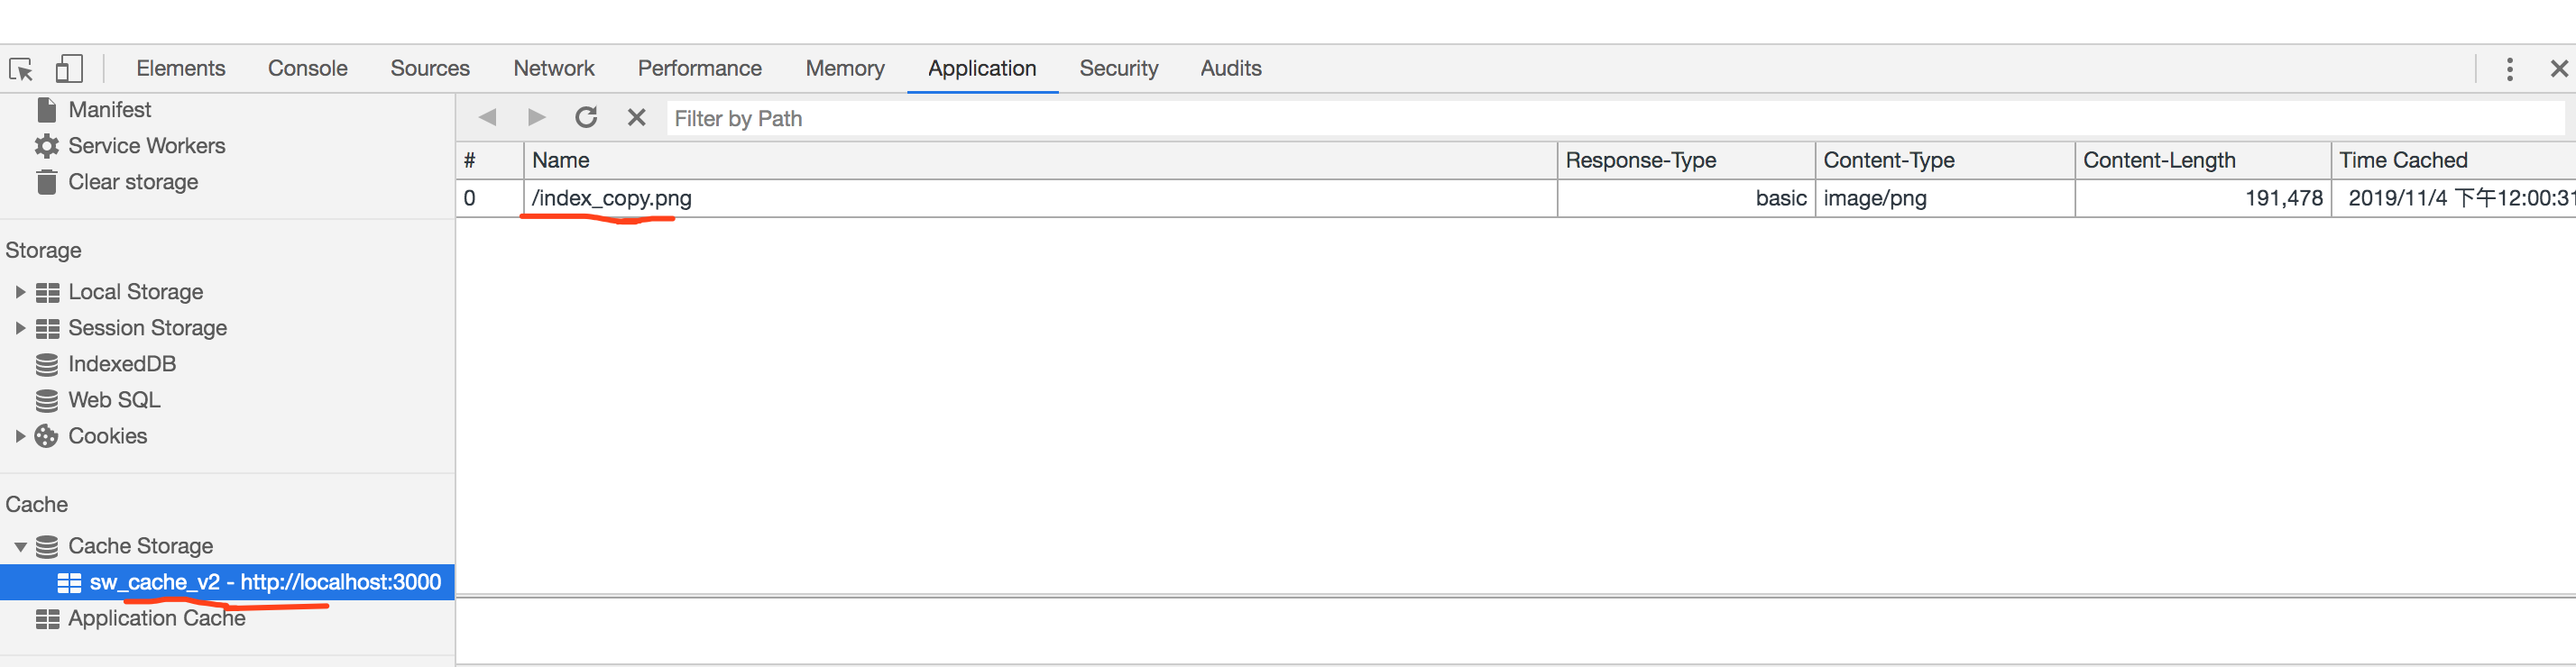 Elements Console Sources Network Performance Memory Application Security Audits
Manifest
Service Workers
Clear storage
Storage
Local Storage
Session Storage
IndexedDB
Web SQL
Cookies
Cache
Cache Storage
sw_cache_v2 - http://localhost:3000
Application Cache
Filter by Path
# Name Response-Type Content-Type Content-Length Time Cached
0 /index_copy.png basic image/png 191,478 2019/11/4 下午12:00:31